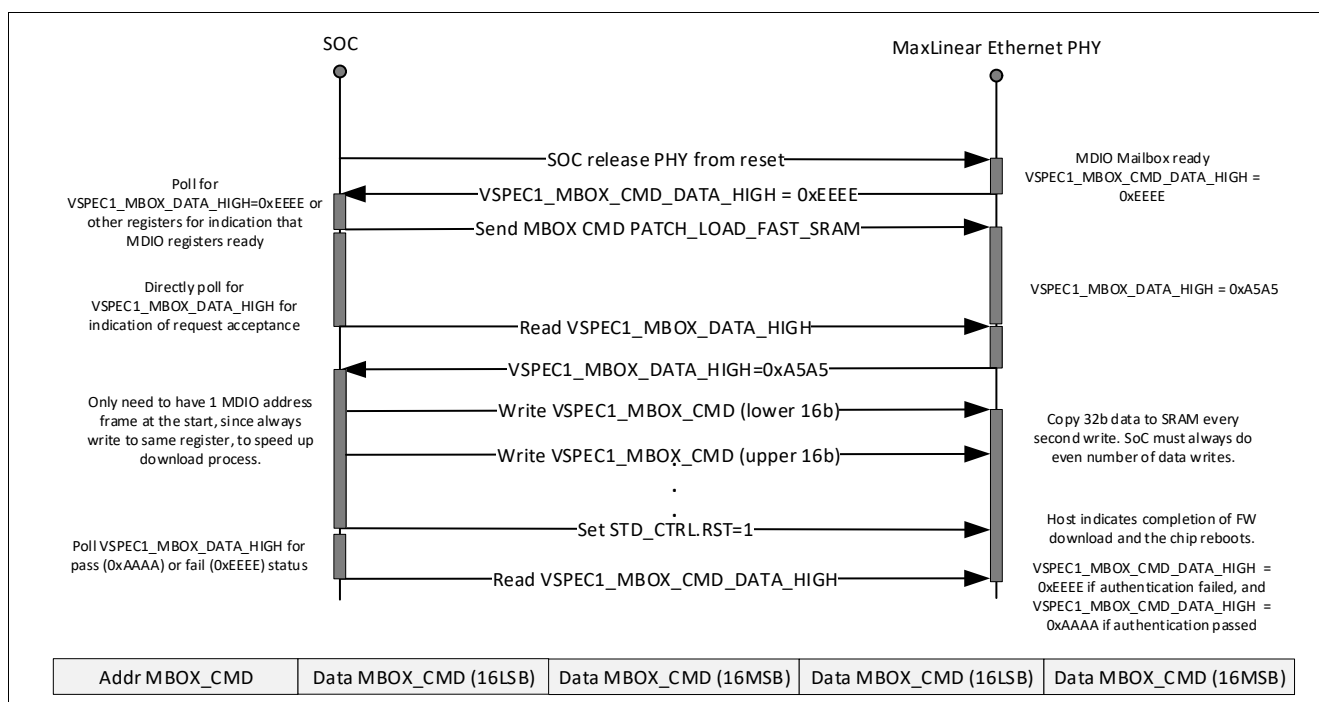 SOC
MaxLinear Ethernet PHY
SOC release PHY from reset
MDIO Mailbox ready
VSPEC1_MBOX_CMD_DATA_HIGH =
0xEEEE
Poll for
VSPEC1_MBOX_DATA_HIGH=0xEEEE or
other registers for indication that
MDIO registers ready
VSPEC1_MBOX_CMD_DATA_HIGH = 0xEEEE
Send MBOX CMD PATCH_LOAD_FAST_SRAM
Directly poll for
VSPEC1_MBOX_DATA_HIGH for
indication of request acceptance
VSPEC1_MBOX_DATA_HIGH = 0xA5A5
Read VSPEC1_MBOX_DATA_HIGH
VSPEC1_MBOX_DATA_HIGH=0xA5A5
Only need to have 1 MDIO address
frame at the start, since always
write to same register, to speed up
download process.
Write VSPEC1_MBOX_CMD (lower 16b)
Write VSPEC1_MBOX_CMD (upper 16b)
.
.
.
Copy 32b data to SRAM every
second write. SoC must always do
even number of data writes.
Set STD_CTRL.RST=1
Host indicates completion of FW
download and the chip reboots.
Poll VSPEC1_MBOX_DATA_HIGH for
pass (0xAAAA) or fail (0xEEEE) status
Read VSPEC1_MBOX_CMD_DATA_HIGH
VSPEC1_MBOX_CMD_DATA_HIGH =
0xEEEE if authentication failed, and
VSPEC1_MBOX_CMD_DATA_HIGH =
0xAAAA if authentication passed
Addr MBOX_CMD
Data MBOX_CMD (16LSB)
Data MBOX_CMD (16MSB)
Data MBOX_CMD (16LSB)
Data MBOX_CMD (16MSB)